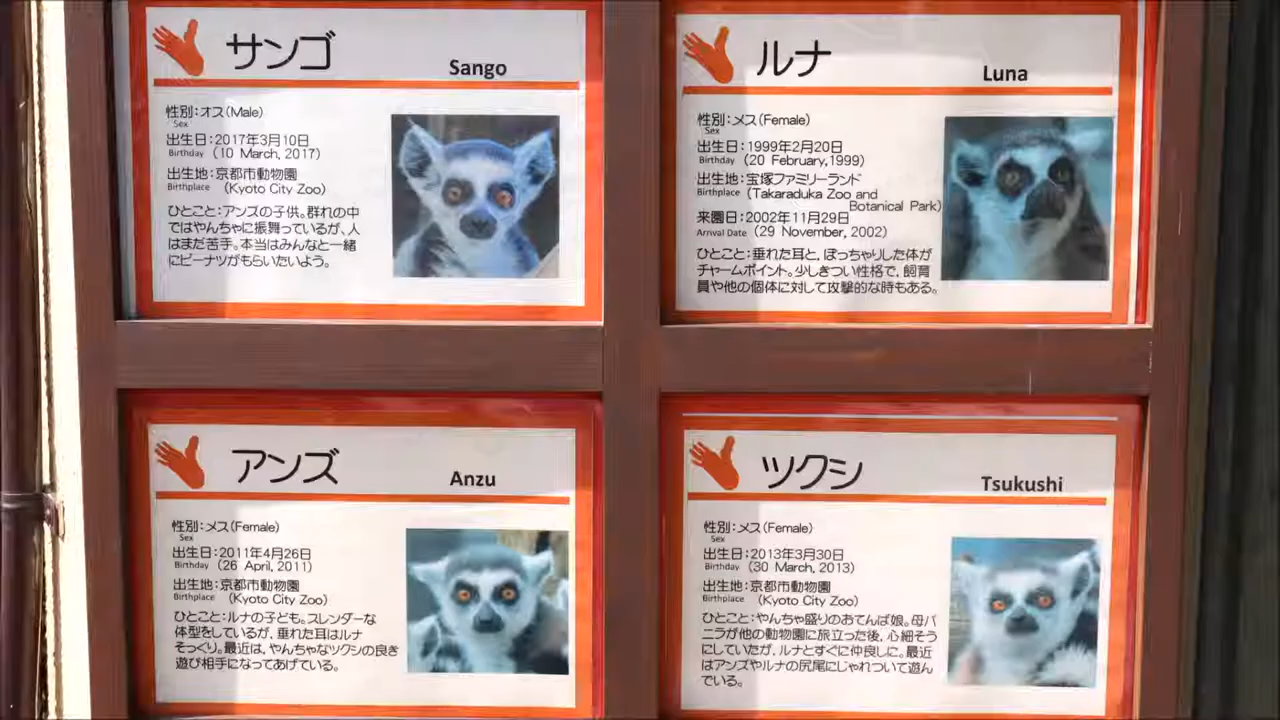 サンゴ Sango
性別:オス(Male)
Sex
出生日:2017年3月10日
Birthday (10 March, 2017)
出生地:京都市動物園
Birthplace (Kyoto City Zoo)
ひとこと:アンズの子供。群れの中
ではやんちゃに振舞っているが、人
はまだ苦手。本当はみんなと一緒
にピーナツがもらいたいよう。
ルナ Luna
性別:メス(Female)
Sex
出生日:1999年2月20日
Birthday (20 February,1999)
出生地:宝塚ファミリーランド
Birthplace (Takaraduka Zoo and
Botanical Park)
来園日:2002年11月29日
Arrival Date (29 November, 2002)
ひとこと:垂れた耳と、ぽっちゃりした体が
チャームポイント。少しきつい性格で、飼育
員や他の個体に対して攻撃的な時もある。
アンズ Anzu
性別:メス(Female)
Sex
出生日:2011年4月26日
Birthday (26 April, 2011)
出生地:京都市動物園
Birthplace (Kyoto City Zoo)
ひとこと:ルナの子ども。スレンダーな
体型をしているが、垂れた耳はルナ
そっくり。最近は、やんちゃなツクシの良き
遊び相手になってあげている。
ツクシ Tsukushi
性別:メス(Female)
Sex
出生日:2013年3月30日
Birthday (30 March, 2013)
出生地:京都市動物園
Birthplace (Kyoto City Zoo)
ひとこと:やんちゃ盛りのおてんば娘。母バ
ニラが他の動物園に旅立った後、心細そう
にしていたが、ルナとすぐに仲良しに。最近
はアンズやルナの尻尾にじゃれついて遊ん
でいる。